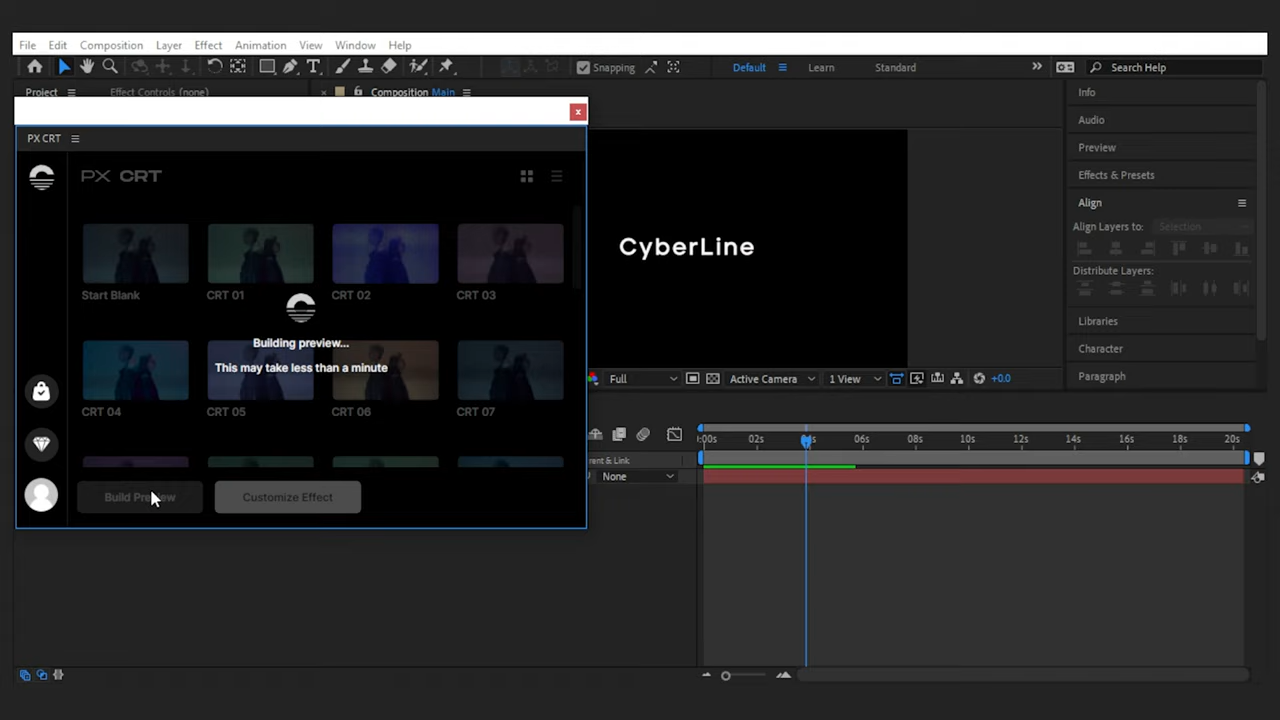 File Edit Composition Layer Effect Animation View Window Help
Snapping Default Learn Standard Search Help
Project Effect Controls (none) Composition Main
PX CRT
PX CRT
Start Blank CRT 01 CRT 02 CRT 03
Building preview...
This may take less than a minute
CRT 04 CRT 05 CRT 06 CRT 07
Customize Effect
CyberLine
Full Active Camera 1 View +0.0
Info
Audio
Preview
Effects & Presets
Align
Align Layers to: Selection
Distribute Layers:
Libraries
Character
Paragraph
:00s 02s 06s 08s 10s 12s 14s 16s 18s 20s
rent & Link
None